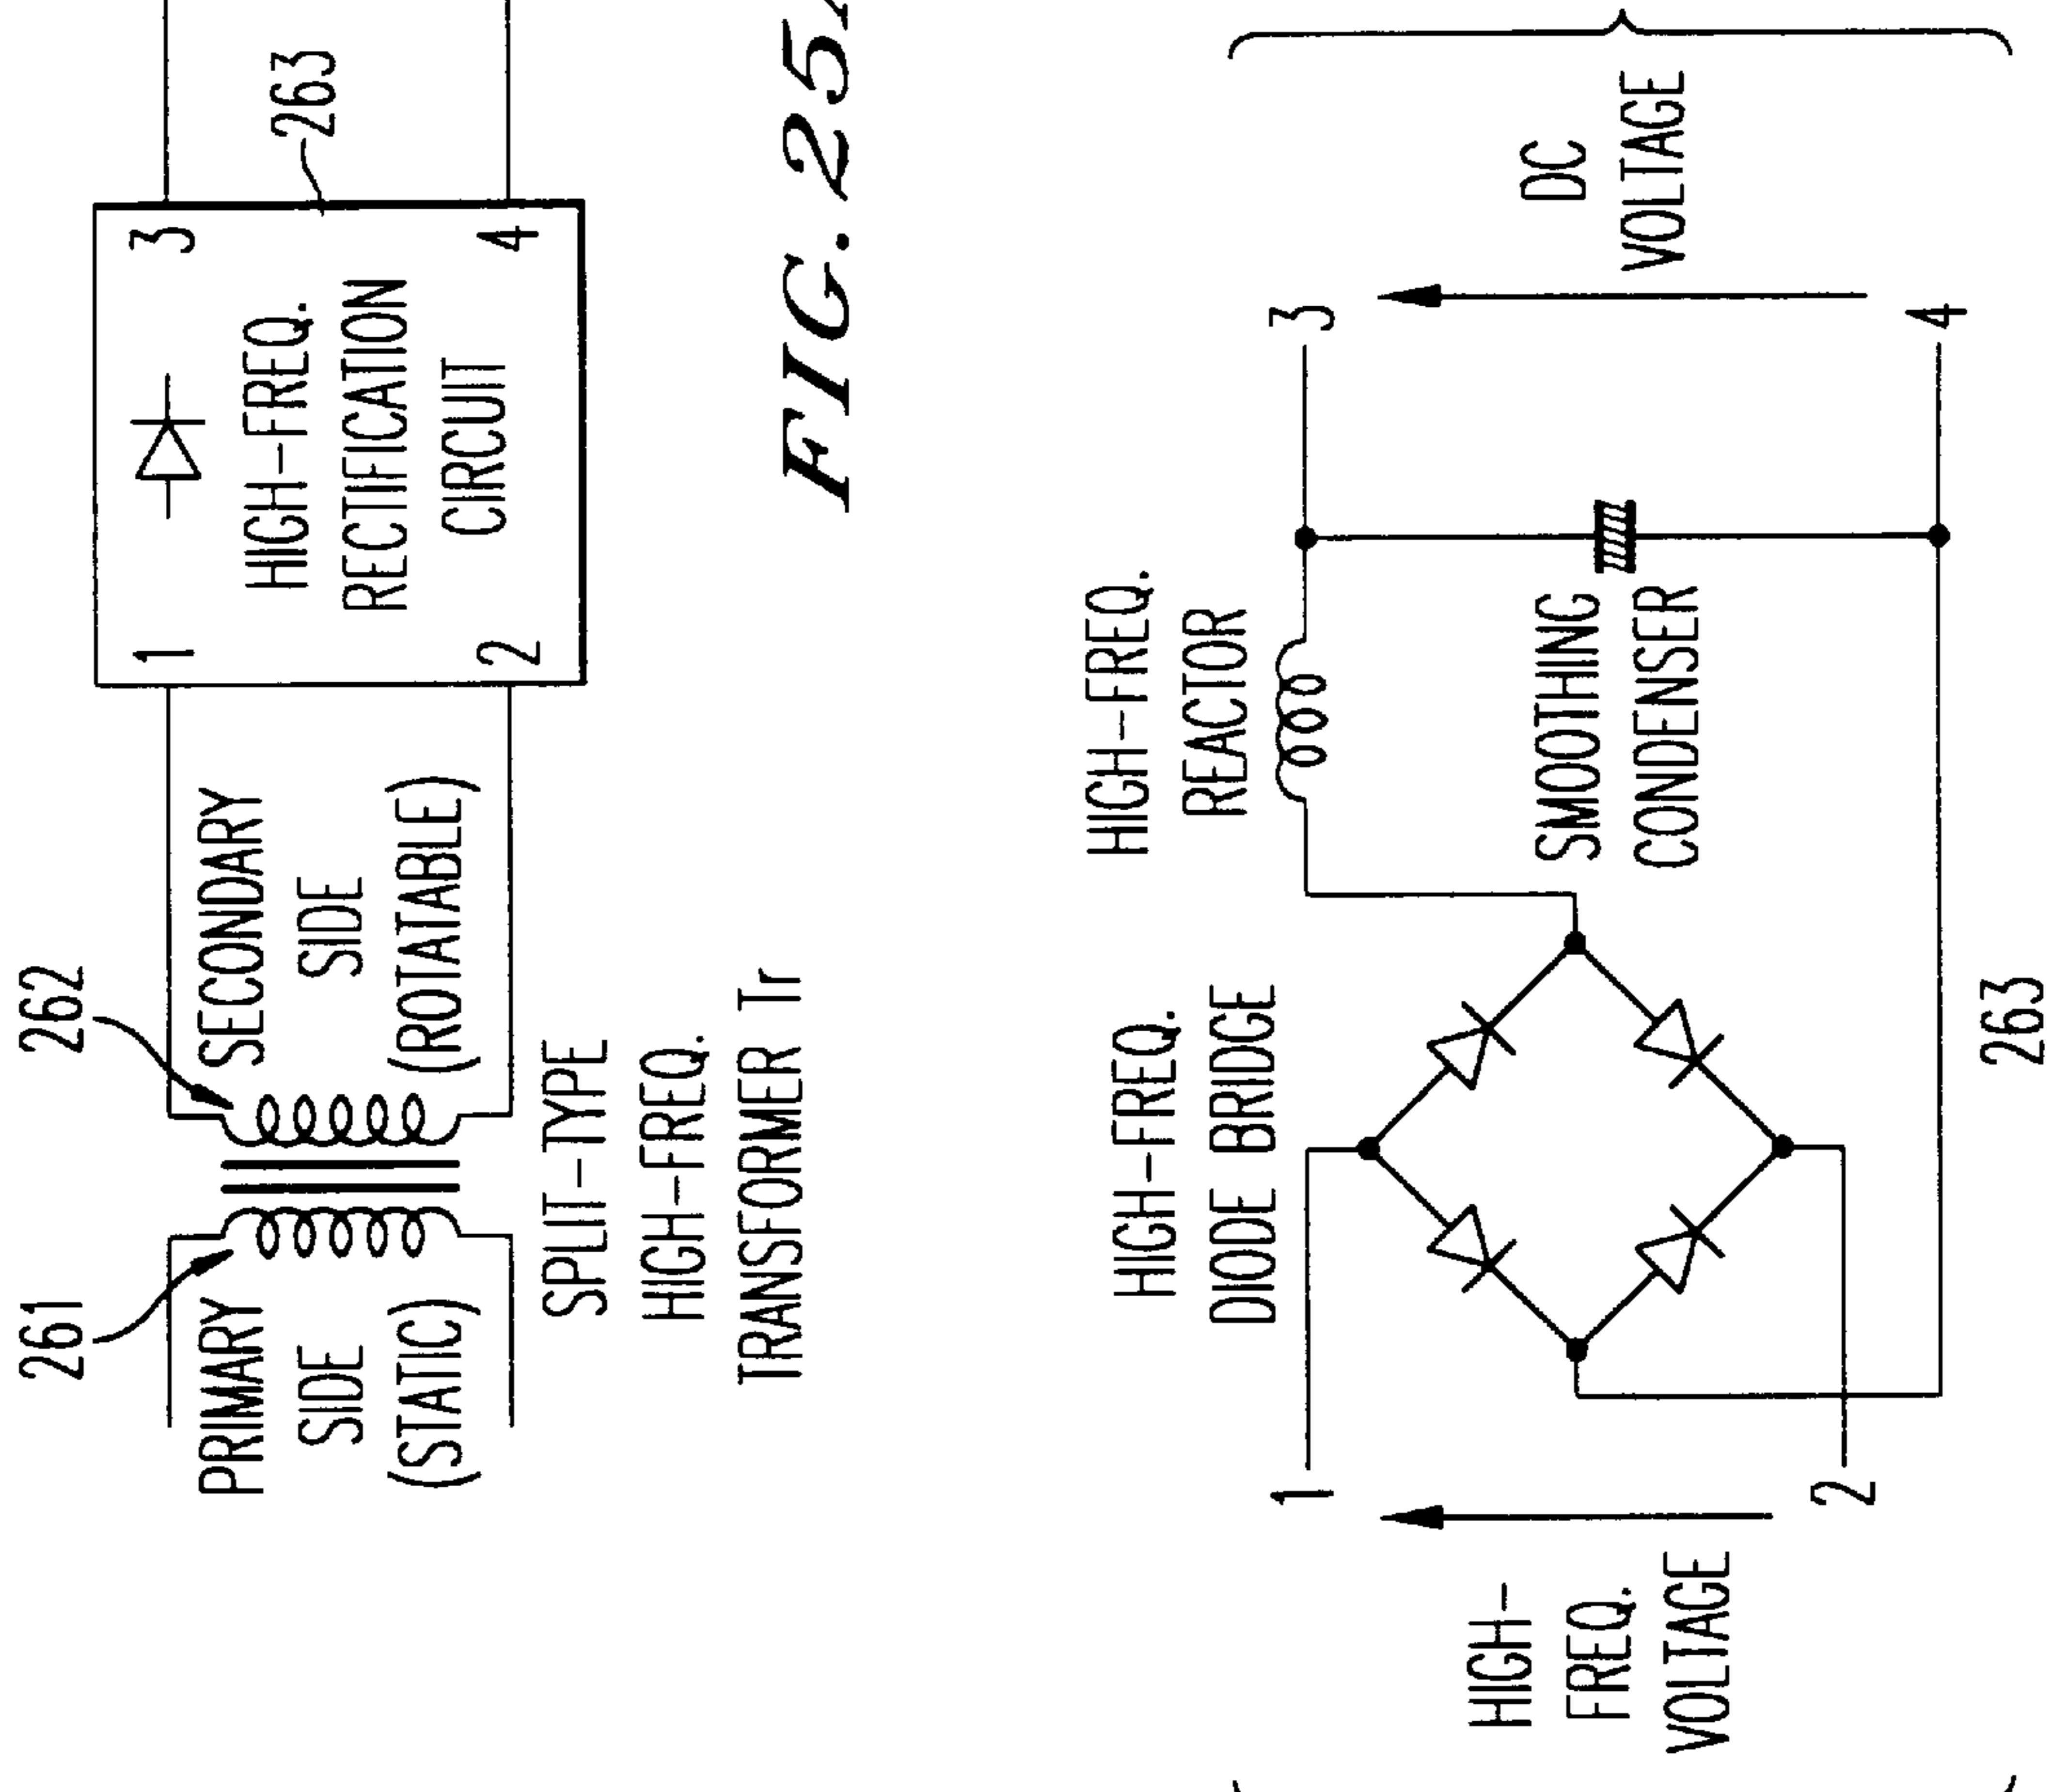 261
262
PRIMARY
SIDE
(STATIC)
SECONDARY
SIDE
(ROTATABLE)
SPLIT-TYPE
HIGH-FREQ.
TRANSFORMER Tr
1
2
3
4
HIGH-FREQ.
RECTIFICATION
CIRCUIT
263
FIG. 25A
HIGH-
FREQ.
VOLTAGE
1
2
HIGH-FREQ.
DIODE BRIDGE
HIGH-FREQ.
REACTOR
SMOOTHING
CONDENSER
3
4
DC
VOLTAGE
263